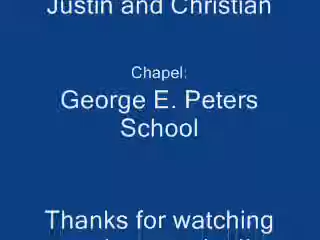 Justin and Christian
Chapel:
George E. Peters
School
Thanks for watching